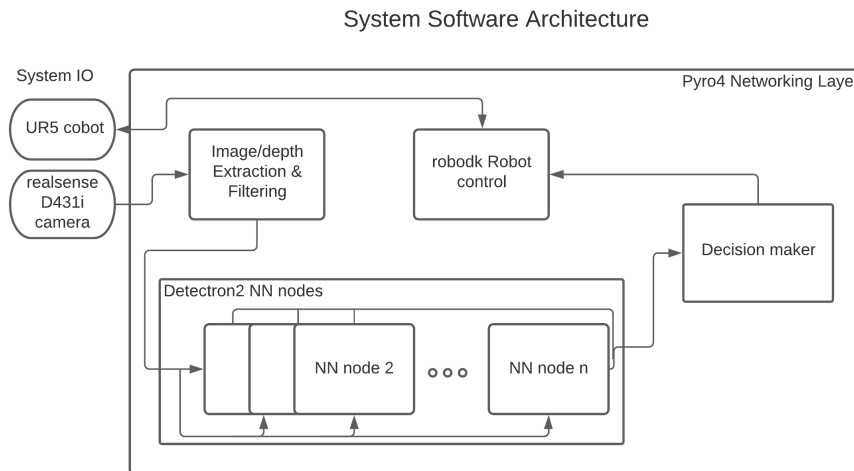 System Software Architecture
System IO
Pyro4 Networking Laye
UR5 cobot
Image/depth
Extraction &
Filtering
robodk Robot
control
realsense
D431i
camera
Decision maker
Detectron2 NN nodes
NN node 2
NN node n